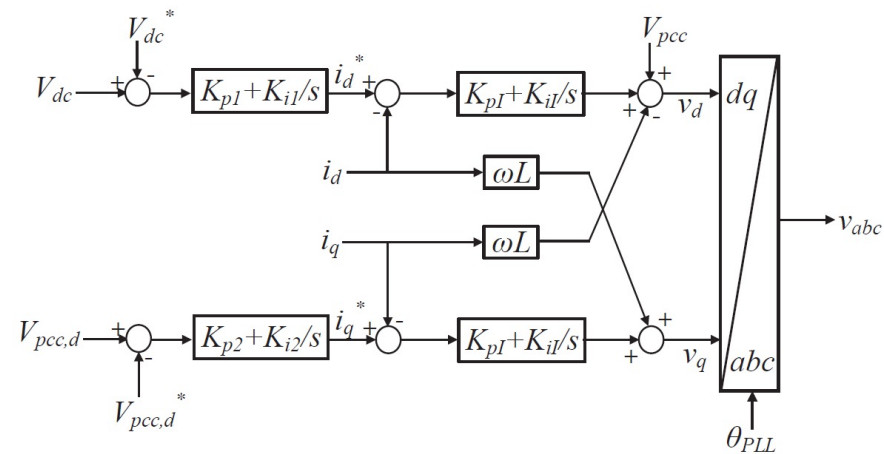 V_dc^*
V_pcc
V_dc + - K_p1+K_i1/s i_d^* + - K_pI+K_iI/s + + - v_d dq
i_d ωL
v_abc
i_q ωL
V_pcc,d + - K_p2+K_i2/s i_q^* + - K_pI+K_iI/s + + v_q abc
V_pcc,d^*
θ_PLL